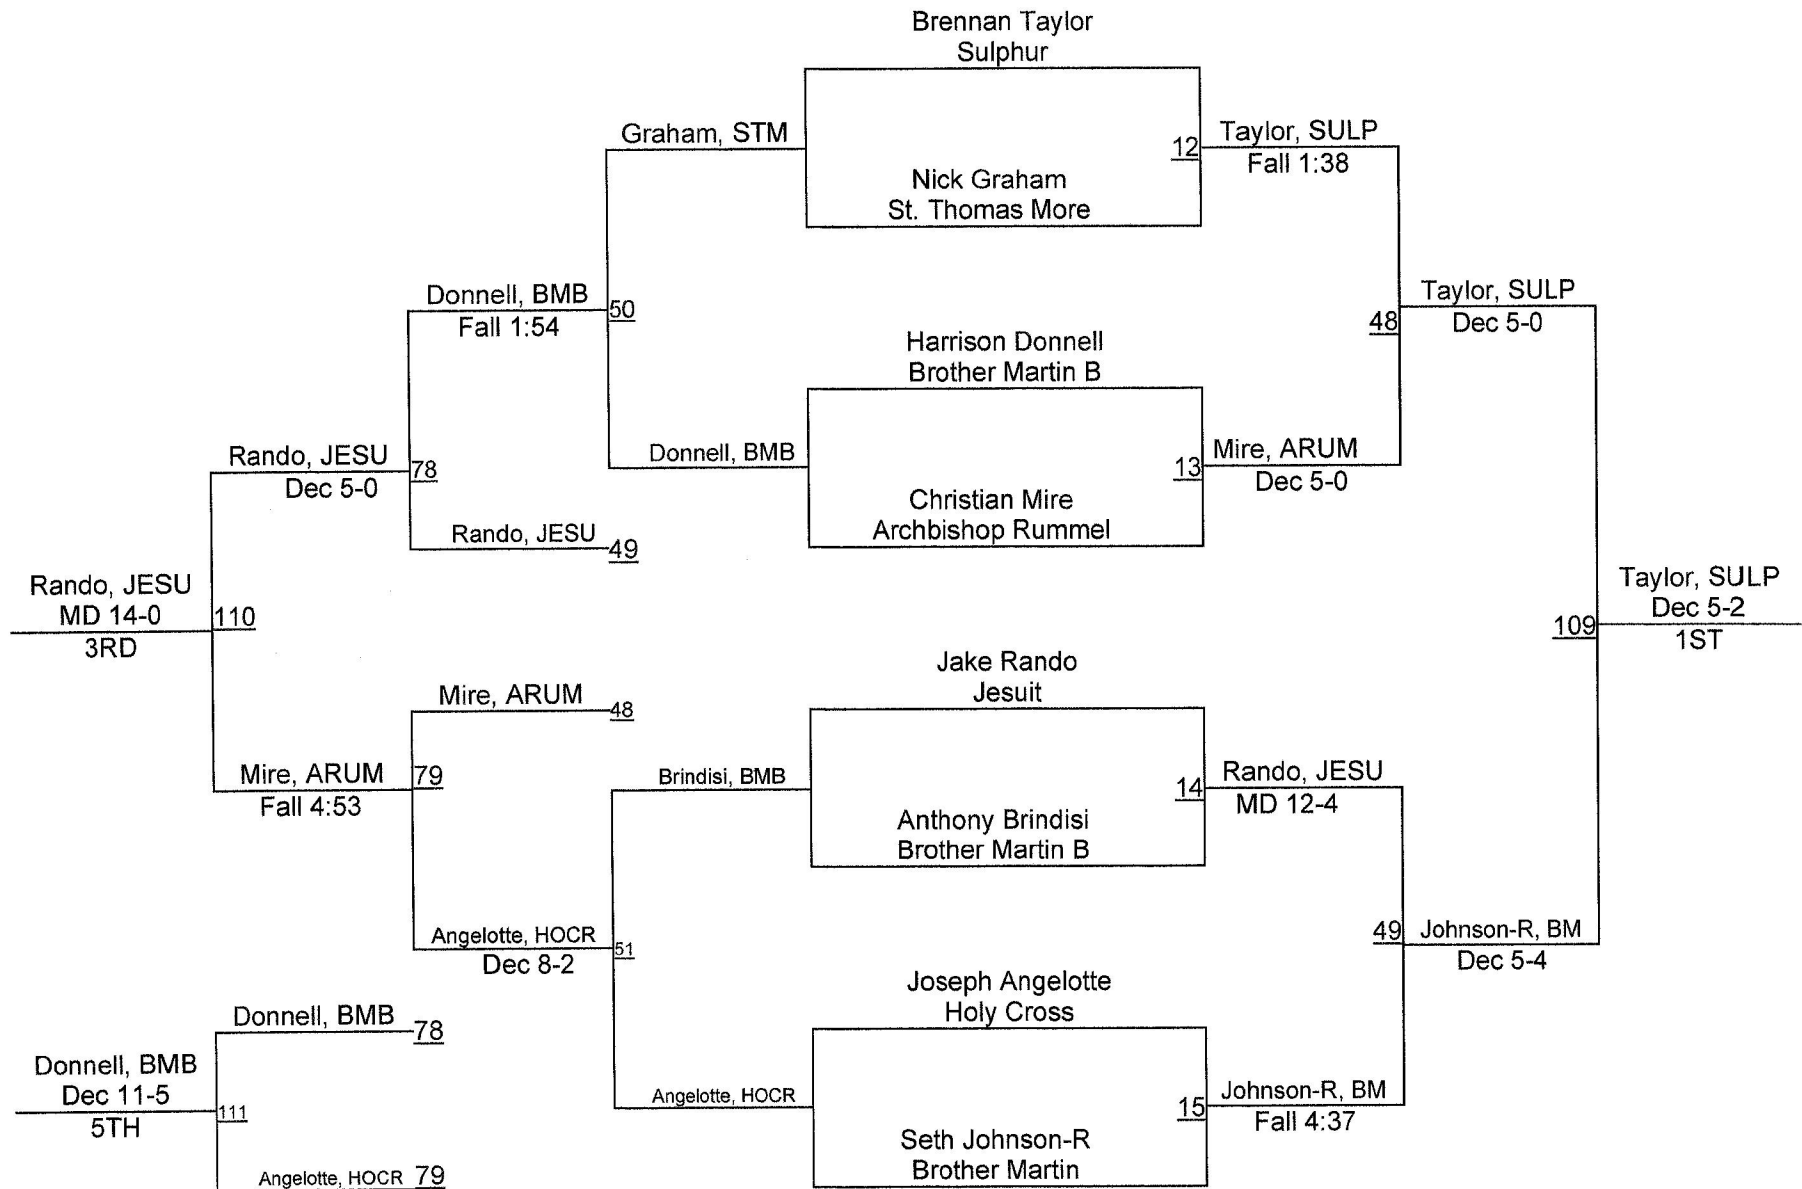 Brennan Taylor
Sulphur
Graham, STM
12
Taylor, SULP
Fall 1:38
Nick Graham
St. Thomas More
Donnell, BMB
Fall 1:54
50
Taylor, SULP
Dec 5-0
48
Harrison Donnell
Brother Martin B
Rando, JESU
Dec 5-0
78
Donnell, BMB
13
Mire, ARUM
Dec 5-0
Christian Mire
Archbishop Rummel
Rando, JESU
49
Rando, JESU
MD 14-0
3RD
110
Taylor, SULP
Dec 5-2
1ST
109
Jake Rando
Jesuit
Mire, ARUM
48
Mire, ARUM
Fall 4:53
79
Brindisi, BMB
14
Rando, JESU
MD 12-4
Anthony Brindisi
Brother Martin B
Angelotte, HOCR
Dec 8-2
51
49
Johnson-R, BM
Dec 5-4
Joseph Angelotte
Holy Cross
Donnell, BMB
78
Donnell, BMB
Dec 11-5
5TH
111
Angelotte, HOCR
15
Johnson-R, BM
Fall 4:37
Seth Johnson-R
Brother Martin
Angelotte, HOCR
79